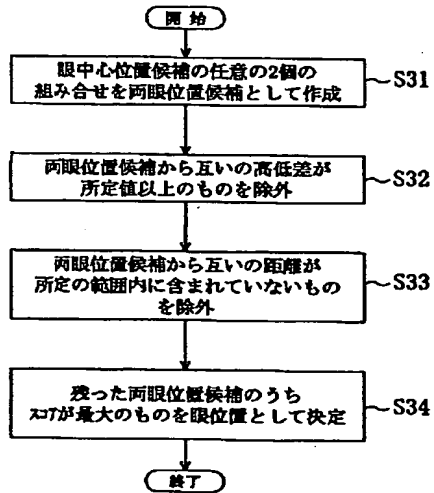 開 始
眼中心位置候補の任意の2個の
組み合せを両眼位置候補として作成
S31
両眼位置候補から互いの高低差が
所定値以上のものを除外
S32
両眼位置候補から互いの距離が
所定の範囲内に含まれていないもの
を除外
S33
残った両眼位置候補のうち
ｽｺｱが最大のものを眼位置として決定
S34
終了